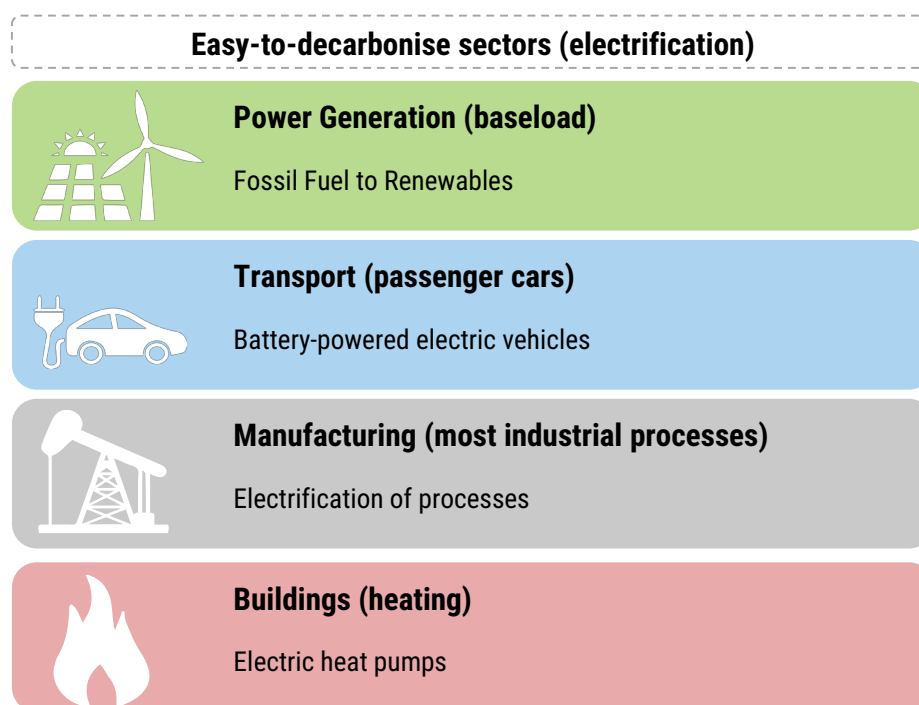 Easy-to-decarbonise sectors (electrification)
Power Generation (baseload)
Fossil Fuel to Renewables
Transport (passenger cars)
Battery-powered electric vehicles
Manufacturing (most industrial processes)
Electrification of processes
Buildings (heating)
Electric heat pumps